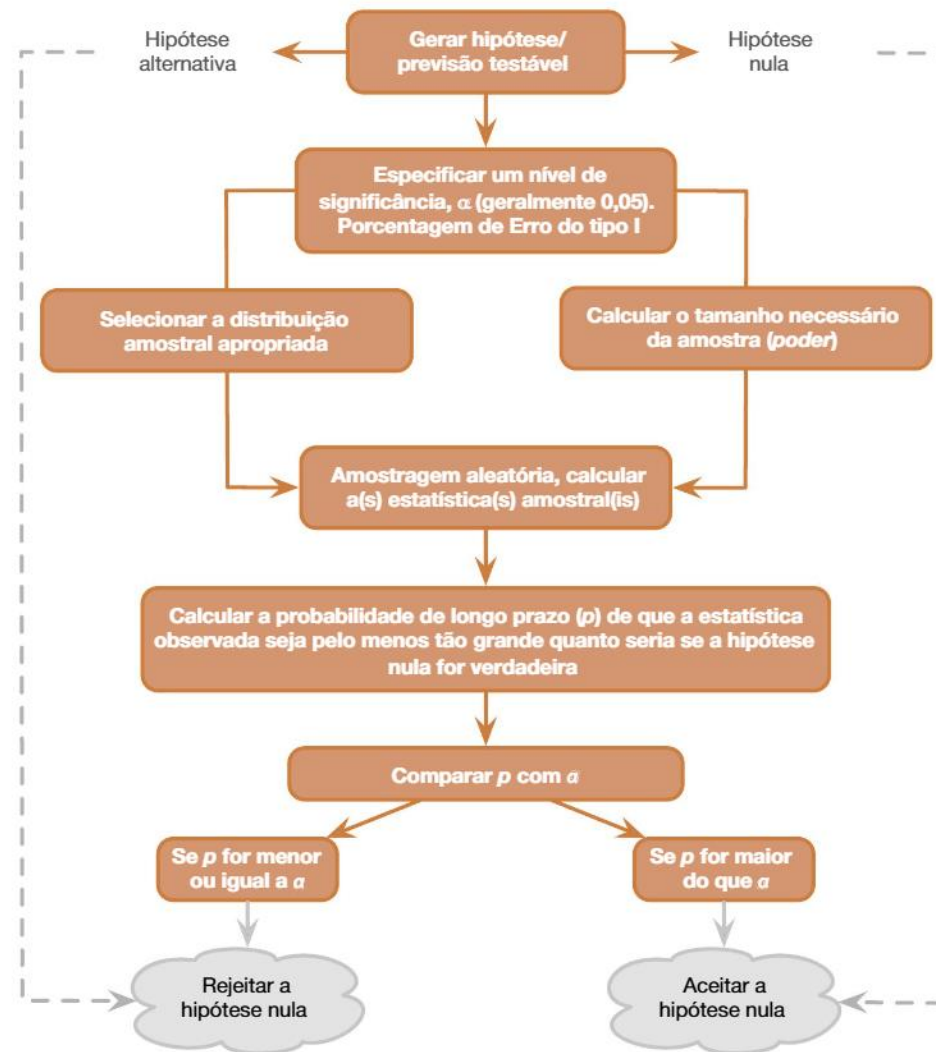 Hipótese
alternativa
Gerar hipótese/
previsão testável
Hipótese
nula
Especificar um nível de
significância, α (geralmente 0,05).
Porcentagem de Erro do tipo I
Selecionar a distribuição
amostral apropriada
Calcular o tamanho necessário
da amostra (poder)
Amostragem aleatória, calcular
a(s) estatística(s) amostral(is)
Calcular a probabilidade de longo prazo (p) de que a estatística
observada seja pelo menos tão grande quanto seria se a hipótese
nula for verdadeira
Comparar p com α
Se p for menor
ou igual a α
Se p for maior
do que α
Rejeitar a
hipótese nula
Aceitar a
hipótese nula